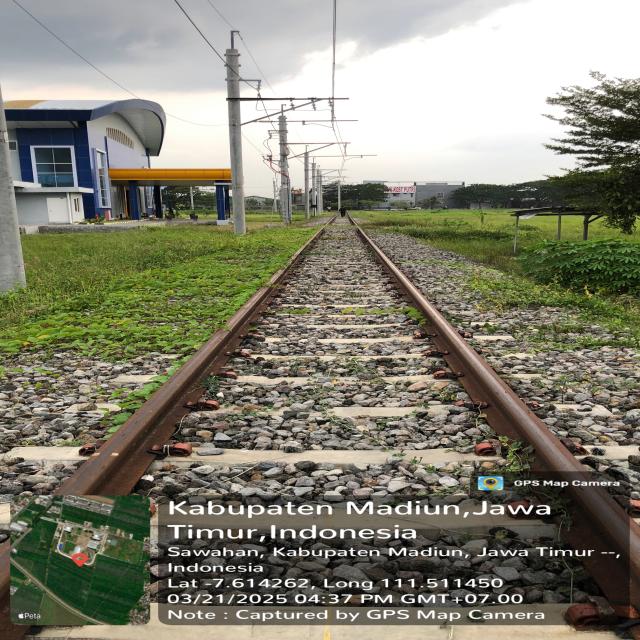 GPS Map Camera
Kabupaten Madiun,Jawa
Timur,Indonesia
Sawahan, Kabupaten Madiun, Jawa Timur --,
Indonesia
Lat -7.614262, Long 111.511450
03/21/2025 04:37 PM GMT+07.00
Note : Captured by GPS Map Camera
Peta